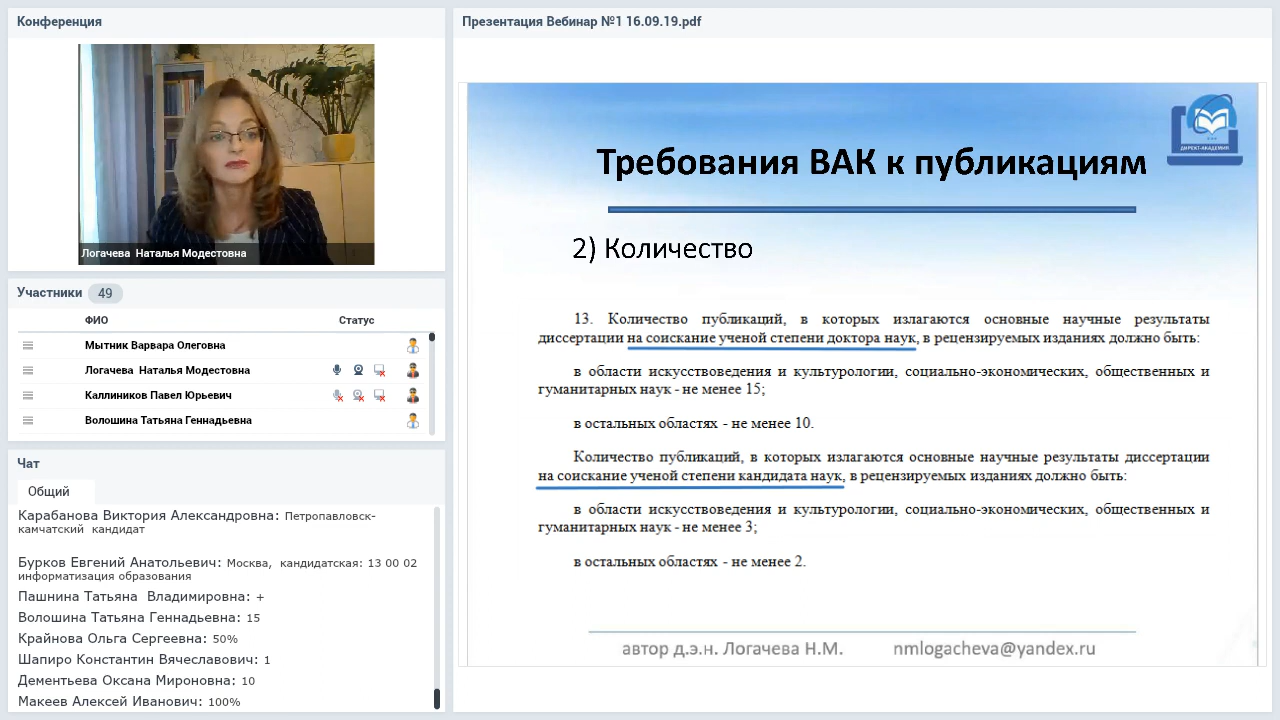 Конференция
Логачева Наталья Модестовна
Участники 49
ФИО Статус
Мытник Варвара Олеговна
Логачева Наталья Модестовна
Каллиников Павел Юрьевич
Волошина Татьяна Геннадьевна
Чат
Общий
Карабанова Виктория Александровна: Петропавловск-
камчатский кандидат
Бурков Евгений Анатольевич: Москва, кандидатская: 13 00 02
информатизация образования
Пашнина Татьяна Владимировна: +
Волошина Татьяна Геннадьевна: 15
Крайнова Ольга Сергеевна: 50%
Шапиро Константин Вячеславович: 1
Дементьева Оксана Мироновна: 10
Макеев Алексей Иванович: 100%
Презентация Вебинар №1 16.09.19.pdf
ДИРЕКТ-АКАДЕМИЯ
Требования ВАК к публикациям
2) Количество
13. Количество публикаций, в которых излагаются основные научные результаты
диссертации на соискание ученой степени доктора наук, в рецензируемых изданиях должно быть:
в области искусствоведения и культурологии, социально-экономических, общественных и
гуманитарных наук - не менее 15;
в остальных областях - не менее 10.
Количество публикаций, в которых излагаются основные научные результаты диссертации
на соискание ученой степени кандидата наук, в рецензируемых изданиях должно быть:
в области искусствоведения и культурологии, социально-экономических, общественных и
гуманитарных наук - не менее 3;
в остальных областях - не менее 2.
автор д.э.н. Логачева Н.М. nmlogacheva@yandex.ru